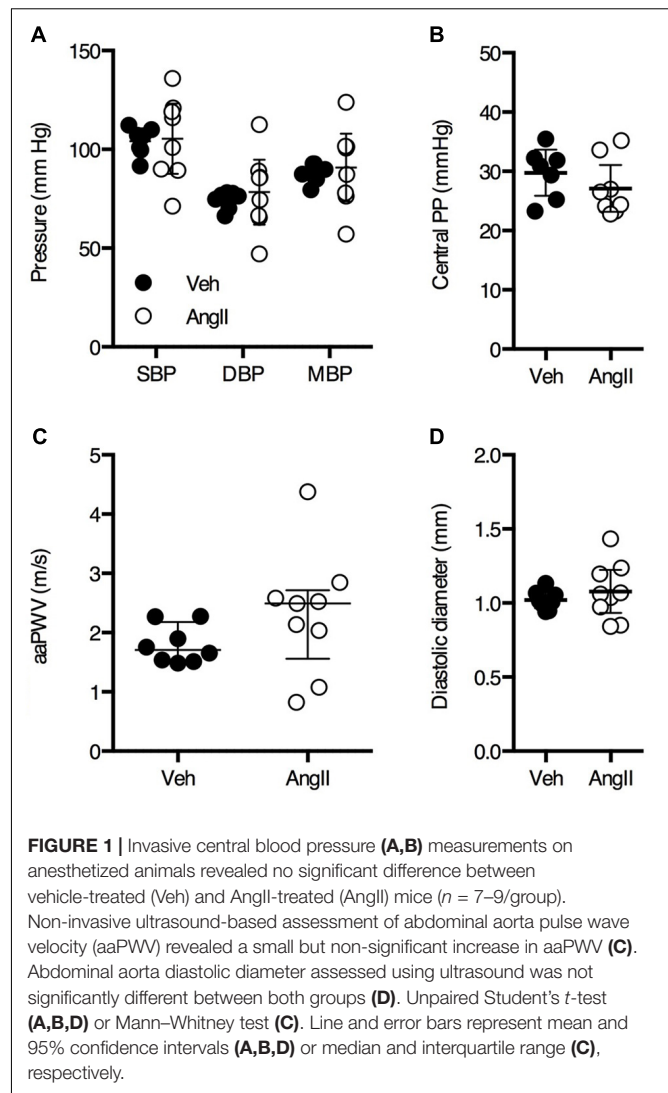 A
B
150
100
50
0
Pressure (mm Hg)
Veh
AngII
SBP
DBP
MBP
50
40
30
20
10
0
Central PP (mmHg)
Veh
AngII
C
D
5
4
3
2
1
0
aaPWV (m/s)
Veh
AngII
2.0
1.5
1.0
0.5
0.0
Diastolic diameter (mm)
Veh
AngII
FIGURE 1 | Invasive central blood pressure (A,B) measurements on
anesthetized animals revealed no significant difference between
vehicle-treated (Veh) and AngII-treated (AngII) mice (n = 7–9/group).
Non-invasive ultrasound-based assessment of abdominal aorta pulse wave
velocity (aaPWV) revealed a small but non-significant increase in aaPWV (C).
Abdominal aorta diastolic diameter assessed using ultrasound was not
significantly different between both groups (D). Unpaired Student's t-test
(A,B,D) or Mann–Whitney test (C). Line and error bars represent mean and
95% confidence intervals (A,B,D) or median and interquartile range (C),
respectively.